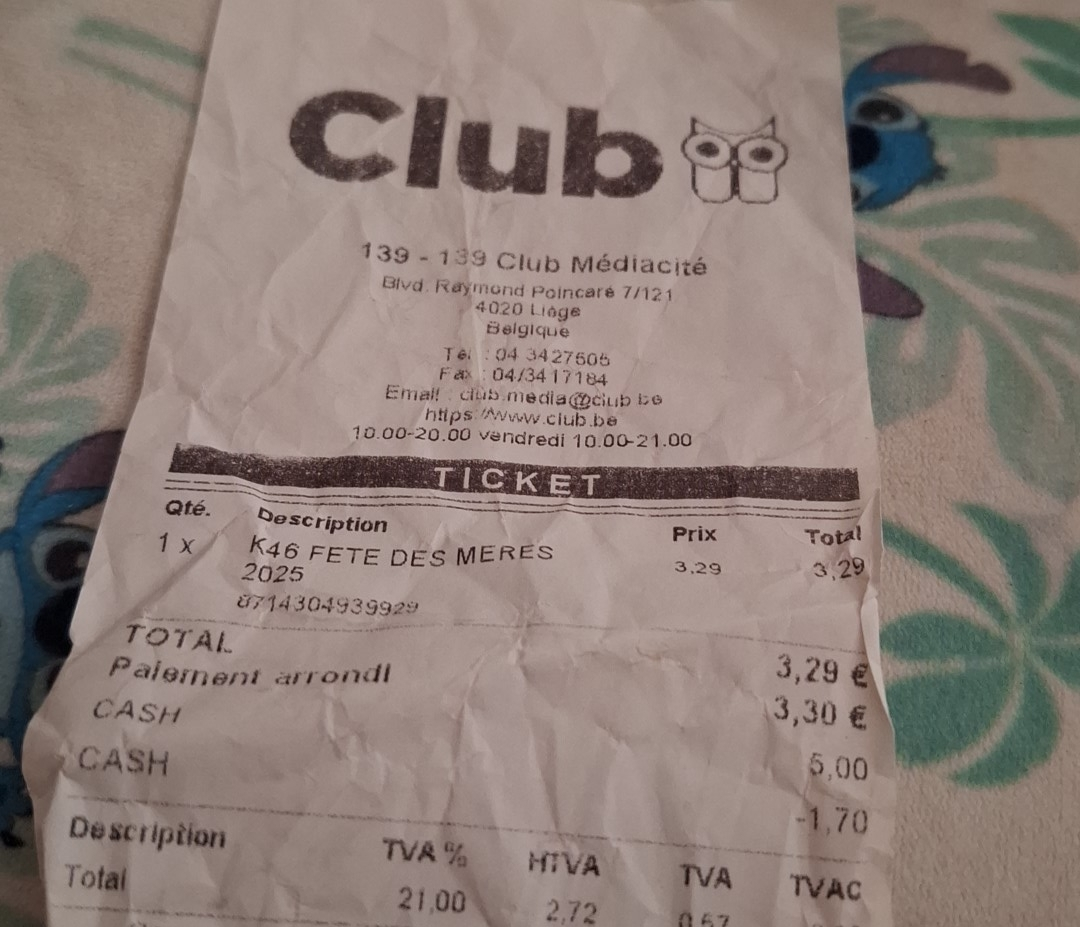 Club
139 - 139 Club Médiacité
Blvd. Raymond Poincaré 7/121
4020 Liège
Belgique
Tel : 04 3427605
Fax : 04/3417184
Email : club.media@club.be
https://www.club.be
10.00-20.00 vendredi 10.00-21.00
TICKET
Qté. Description Prix Total
1 x K46 FETE DES MERES 3,29 3,29
2025
8714304939929
TOTAL 3,29 €
Paiement arrondi 3,30 €
CASH 5,00
CASH -1,70
Description TVA % HTVA TVA TVAC
Total 21,00 2,72 0,57